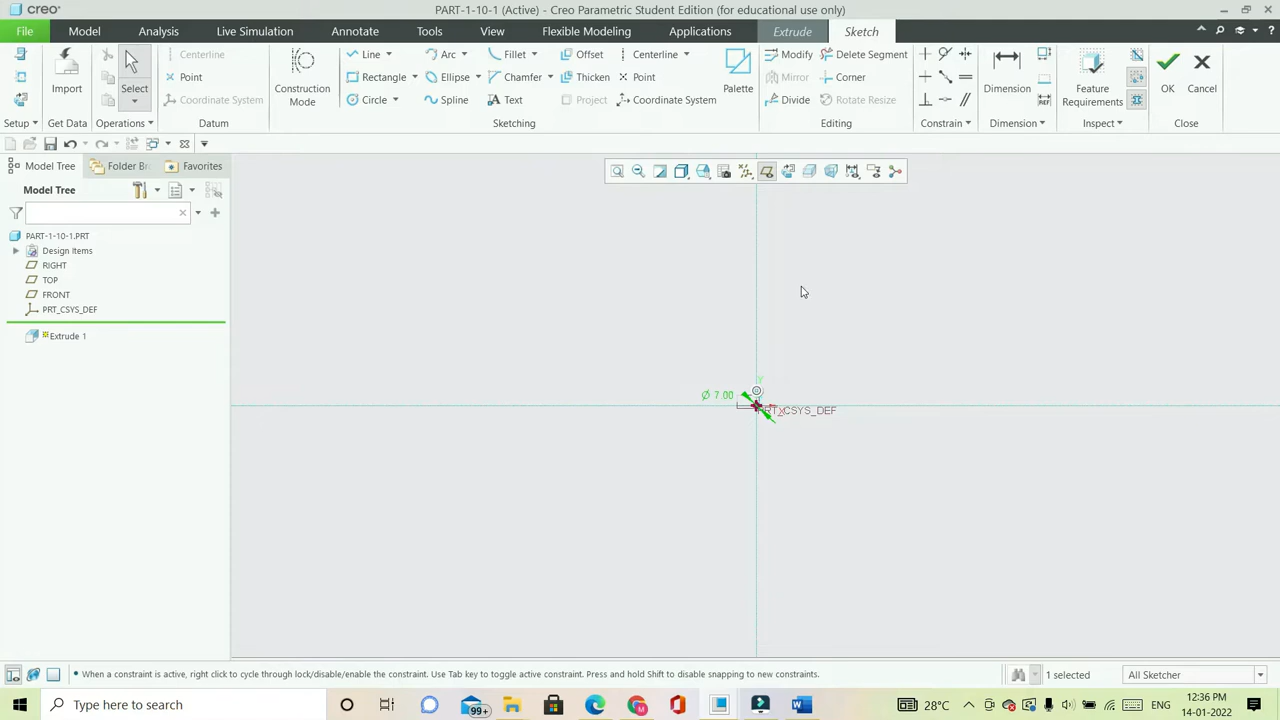 creo
PART-1-10-1 (Active) - Creo Parametric Student Edition (for educational use only)
File Model Analysis Live Simulation Annotate Tools View Flexible Modeling Applications Extrude Sketch
Centerline Line Arc Fillet Offset Centerline Modify Delete Segment
Point Rectangle Ellipse Chamfer Thicken Point Mirror Corner
Coordinate System Circle Spline Text Project Coordinate System Divide Rotate Resize
Import Select Construction Mode Palette Dimension Feature Requirements OK Cancel
Setup Get Data Operations Datum Sketching Editing Constrain Dimension Inspect Close
Model Tree Folder Br Favorites
Model Tree
PART-1-10-1.PRT
Design Items
RIGHT
TOP
FRONT
PRT_CSYS_DEF
Extrude 1
Y
Ø 7.00
PRT_CSYS_DEF
X
When a constraint is active, right click to cycle through lock/disable/enable the constraint. Use Tab key to toggle active constraint. Press and hold Shift to disable snapping to new constraints.
1 selected
All Sketcher
Type here to search
99+
28°C
ENG
12:36 PM
14-01-2022